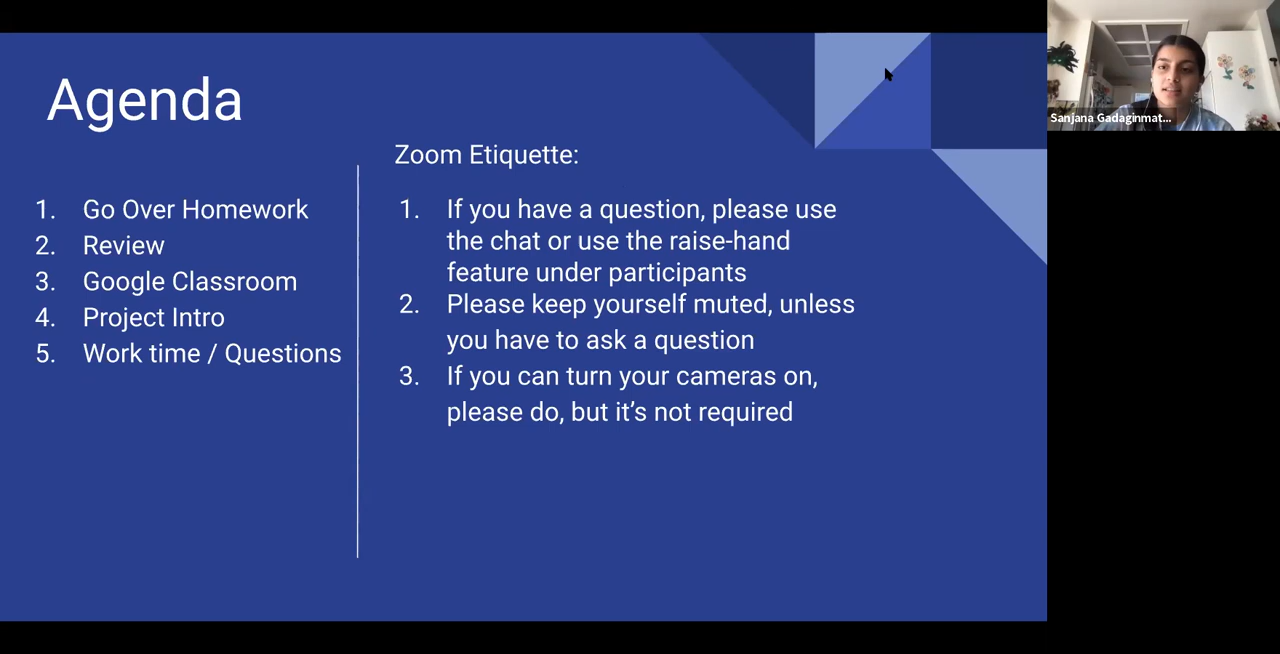 Agenda
1. Go Over Homework
2. Review
3. Google Classroom
4. Project Intro
5. Work time / Questions
Zoom Etiquette:
1. If you have a question, please use
the chat or use the raise-hand
feature under participants
2. Please keep yourself muted, unless
you have to ask a question
3. If you can turn your cameras on,
please do, but it’s not required
Sanjana Gadaginmat...